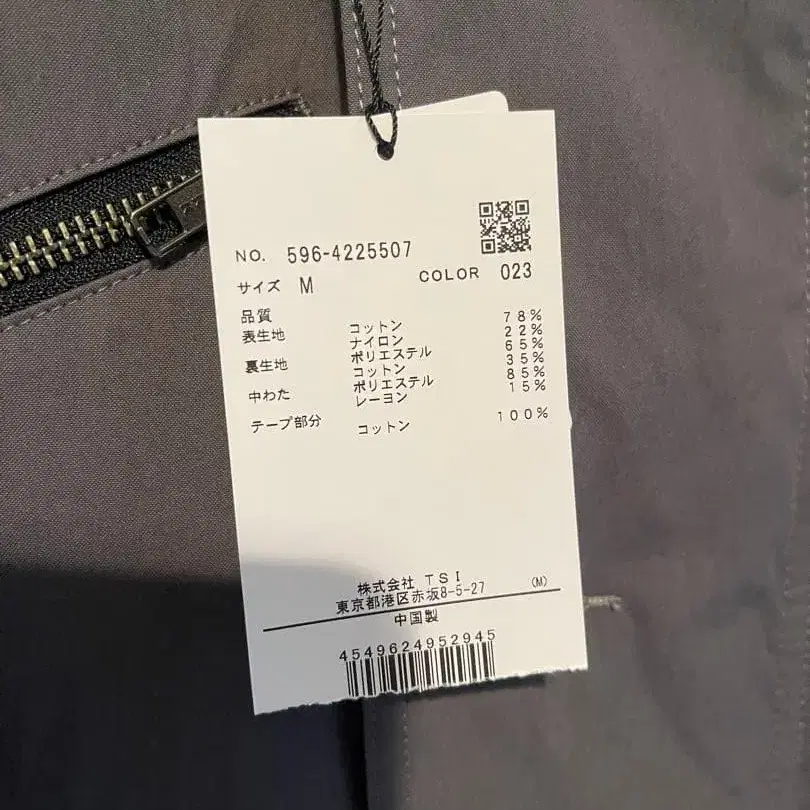 NO. 596-4225507
サイズ M COLOR 023
品質
表生地 コットン 78%
ナイロン 22%
裏生地 ポリエステル 65%
コットン 35%
中わた ポリエステル 85%
レーヨン 15%
テープ部分 コットン 100%
株式会社 TSI
東京都港区赤坂8-5-27 (M)
中国製
4549624952945